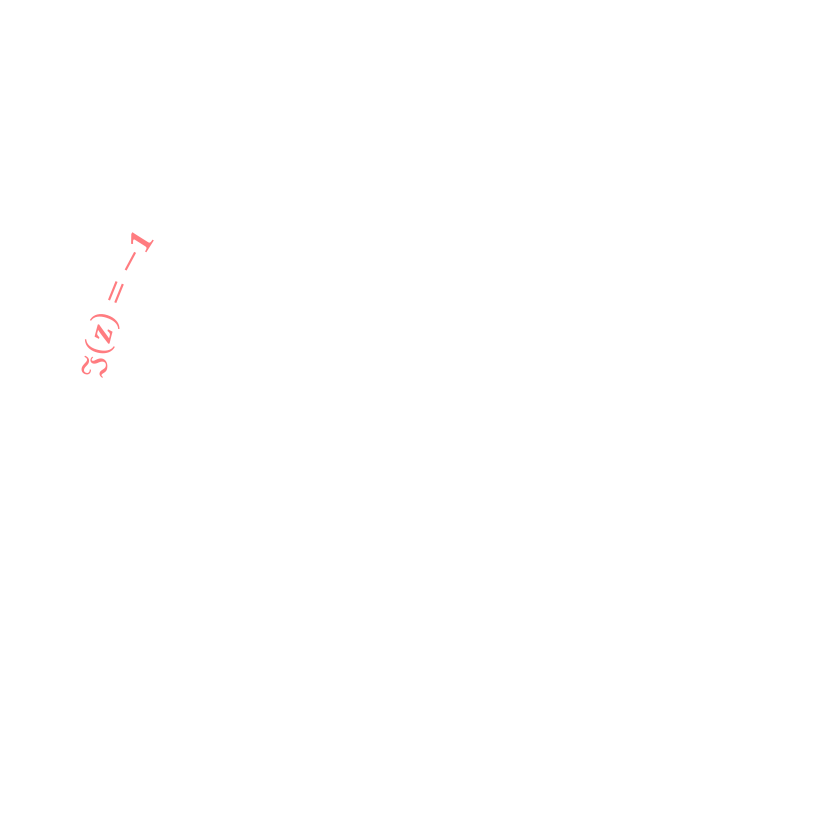 ℑ(z) = −1